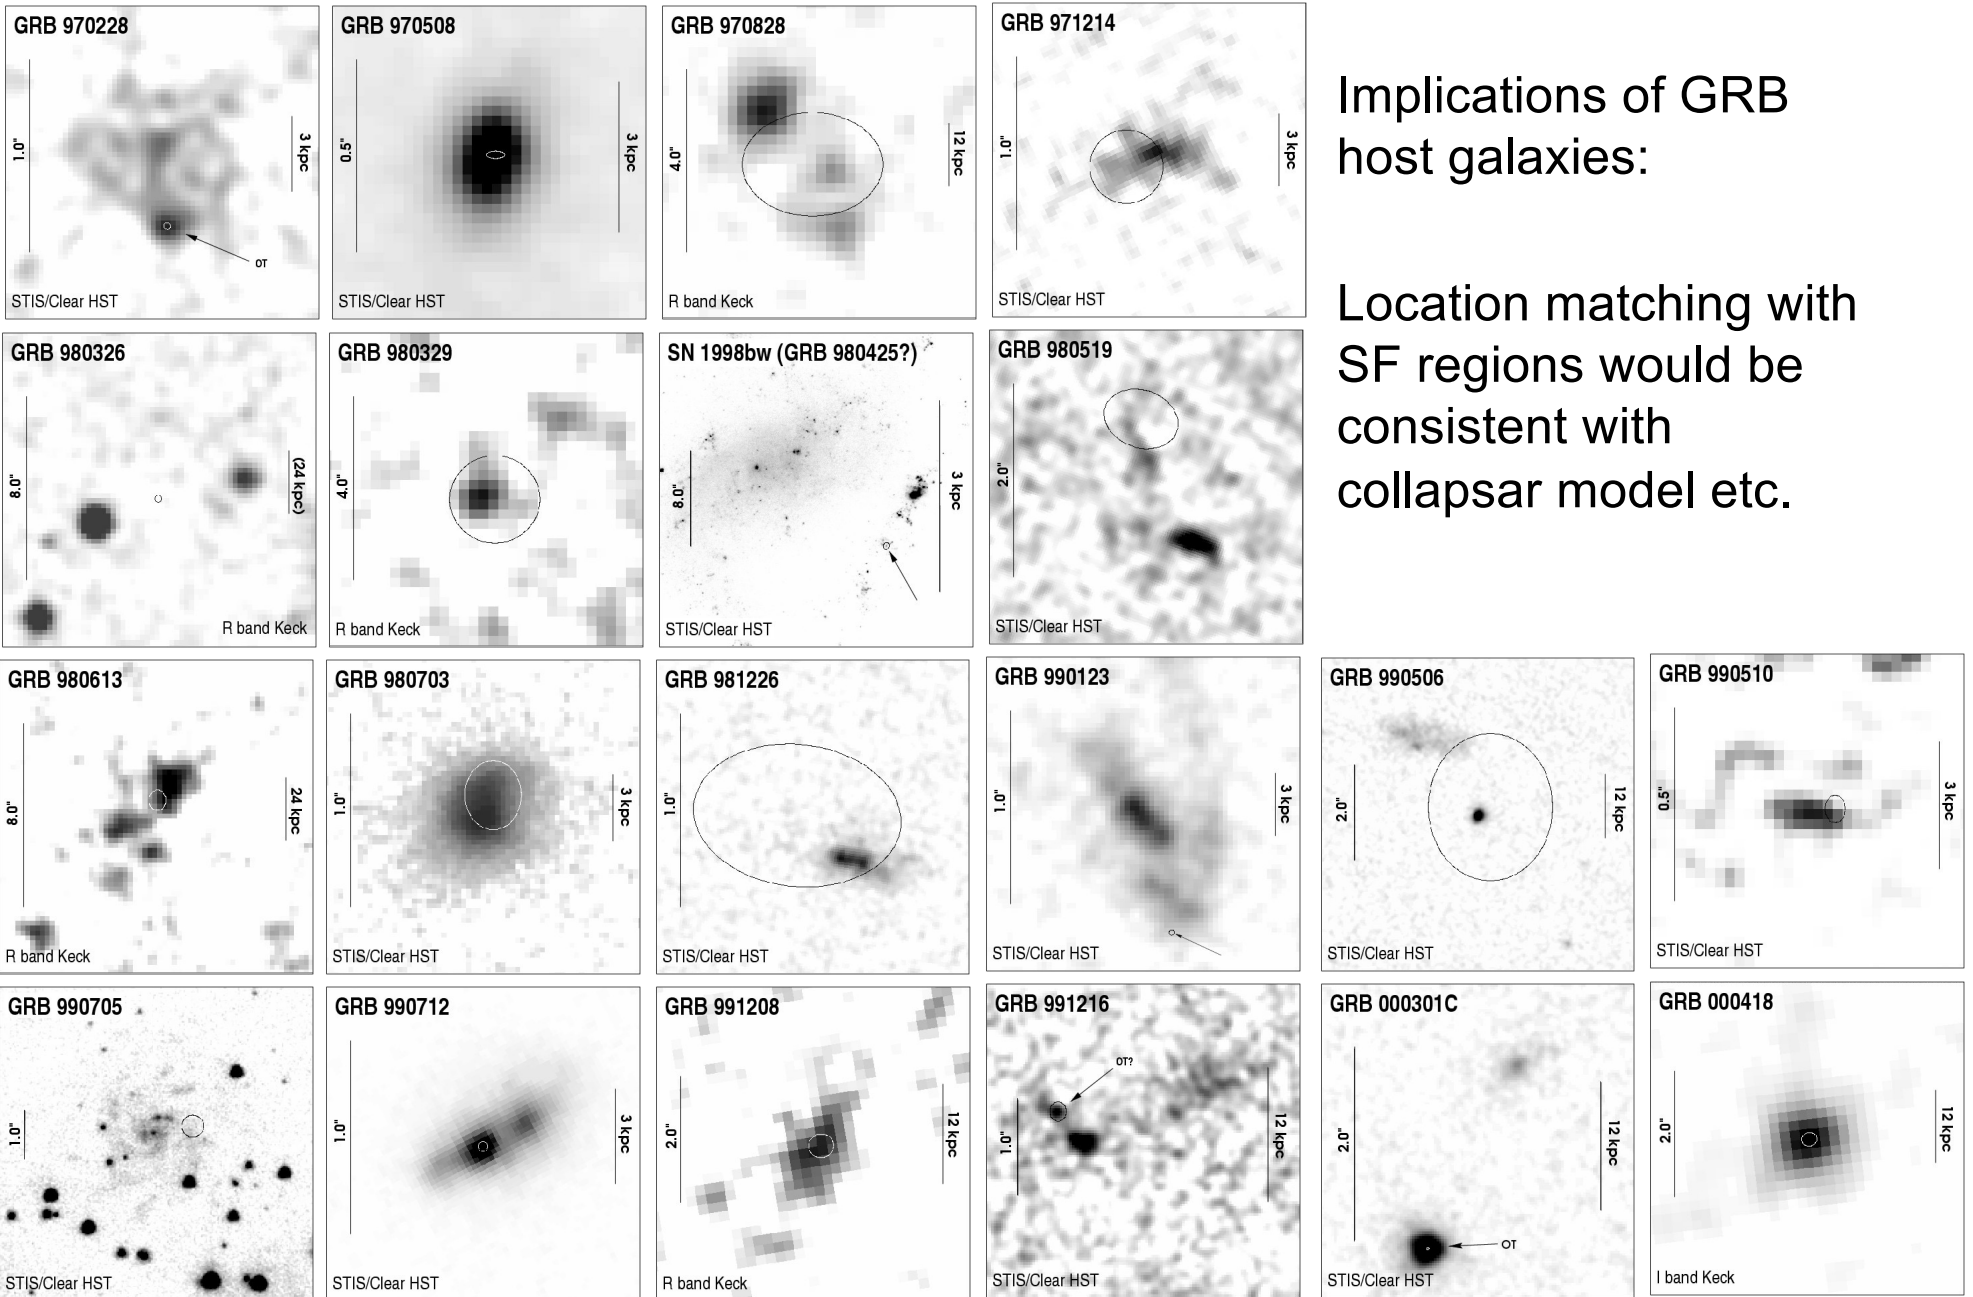 GRB 970228
1.0"
3 kpc
OT
STIS/Clear HST
GRB 970508
0.5"
3 kpc
STIS/Clear HST
GRB 970828
4.0"
12 kpc
R band Keck
GRB 971214
1.0"
3 kpc
STIS/Clear HST
Implications of GRB
host galaxies:
Location matching with
SF regions would be
consistent with
collapsar model etc.
GRB 980326
8.0"
(24 kpc)
R band Keck
GRB 980329
4.0"
R band Keck
SN 1998bw (GRB 980425?)
8.0"
3 kpc
STIS/Clear HST
GRB 980519
2.0"
STIS/Clear HST
GRB 980613
8.0"
24 kpc
R band Keck
GRB 980703
1.0"
3 kpc
STIS/Clear HST
GRB 981226
1.0"
STIS/Clear HST
GRB 990123
1.0"
3 kpc
STIS/Clear HST
GRB 990506
2.0"
12 kpc
STIS/Clear HST
GRB 990510
0.5"
3 kpc
STIS/Clear HST
GRB 990705
1.0"
STIS/Clear HST
GRB 990712
1.0"
3 kpc
STIS/Clear HST
GRB 991208
2.0"
12 kpc
R band Keck
GRB 991216
OT?
1.0"
12 kpc
STIS/Clear HST
GRB 000301C
2.0"
12 kpc
OT
STIS/Clear HST
GRB 000418
2.0"
12 kpc
I band Keck